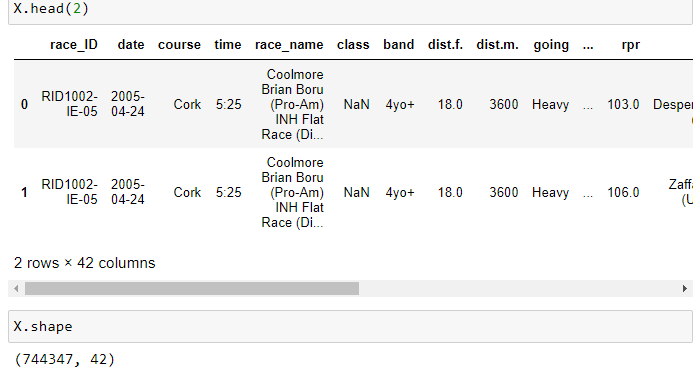 X.head(2)
race_ID date course time race_name class band dist.f. dist.m. going ... rpr
0 RID1002-IE-05 2005-04-24 Cork 5:25 Coolmore Brian Boru (Pro-Am) INH Flat Race (Di... NaN 4yo+ 18.0 3600 Heavy ... 103.0 Desper
1 RID1002-IE-05 2005-04-24 Cork 5:25 Coolmore Brian Boru (Pro-Am) INH Flat Race (Di... NaN 4yo+ 18.0 3600 Heavy ... 106.0 Zaffa (U
2 rows × 42 columns
X.shape
(744347, 42)